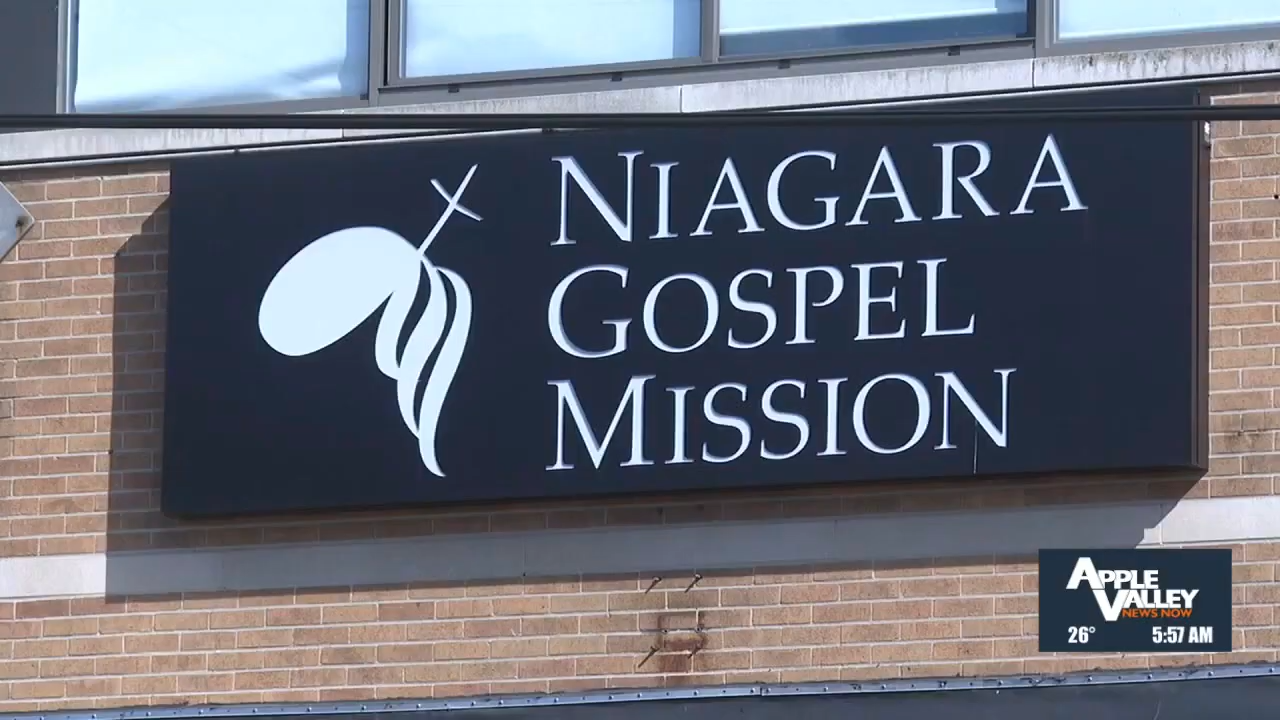 NIAGARA
GOSPEL
MISSION
APPLE
VALLEY
NEWS NOW
26°
5:57 AM